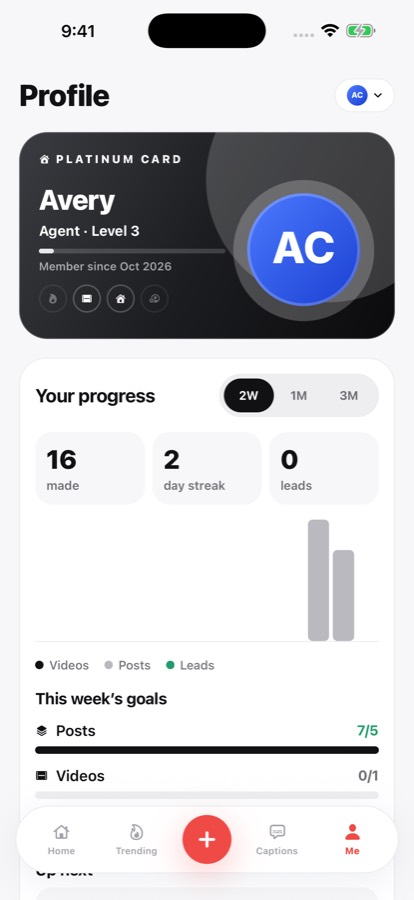 9:41
Profile
AC
PLATINUM CARD
Avery
Agent · Level 3
Member since Oct 2026
AC
Your progress
2W 1M 3M
16 2 0
made day streak leads
Videos Posts Leads
This week’s goals
Posts 7/5
Videos 0/1
Home Trending Captions Me
Up next